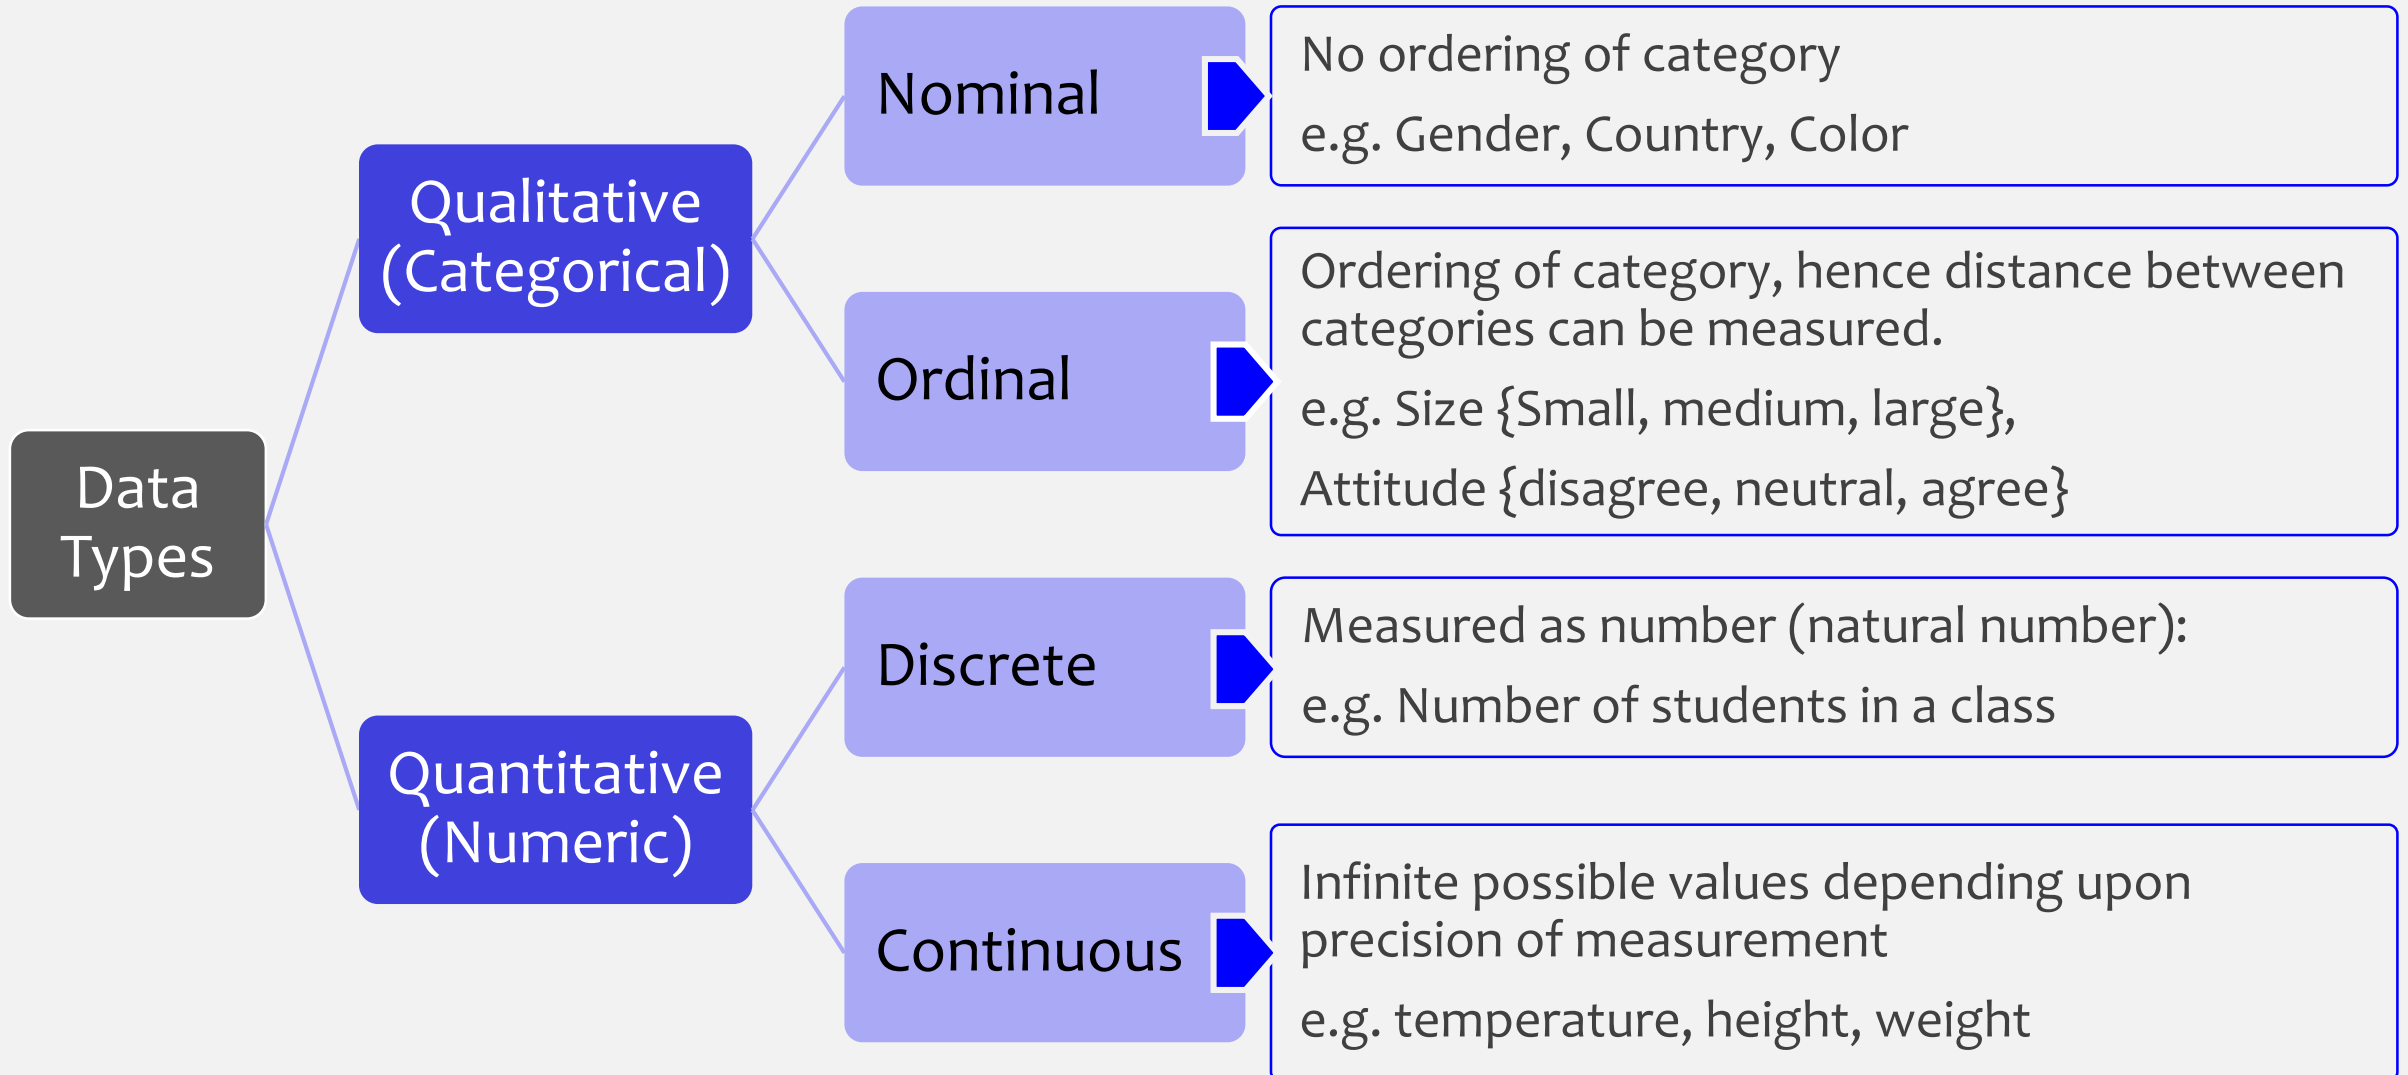 Data
Types
Qualitative
(Categorical)
Nominal
No ordering of category
e.g. Gender, Country, Color
Ordinal
Ordering of category, hence distance between
categories can be measured.
e.g. Size {Small, medium, large},
Attitude {disagree, neutral, agree}
Quantitative
(Numeric)
Discrete
Measured as number (natural number):
e.g. Number of students in a class
Continuous
Infinite possible values depending upon
precision of measurement
e.g. temperature, height, weight